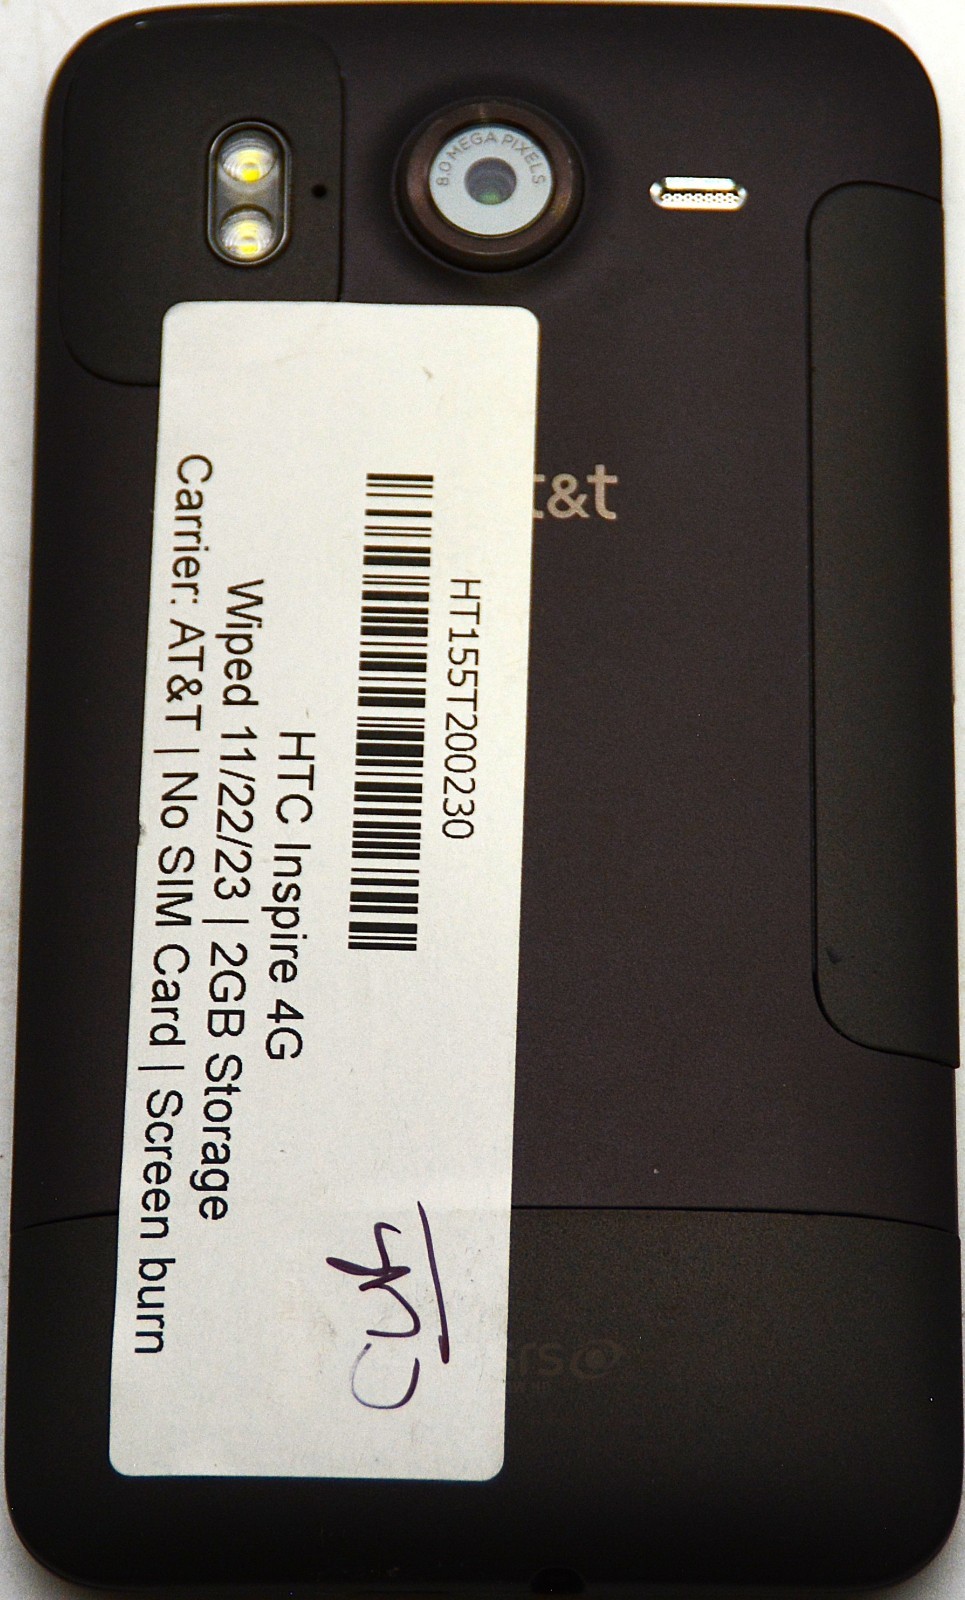 8.0 MEGA PIXELS
t&t
HT155T200230
HTC Inspire 4G
Wiped 11/22/23 | 2GB Storage
Carrier: AT&T | No SIM Card | Screen burn
srs